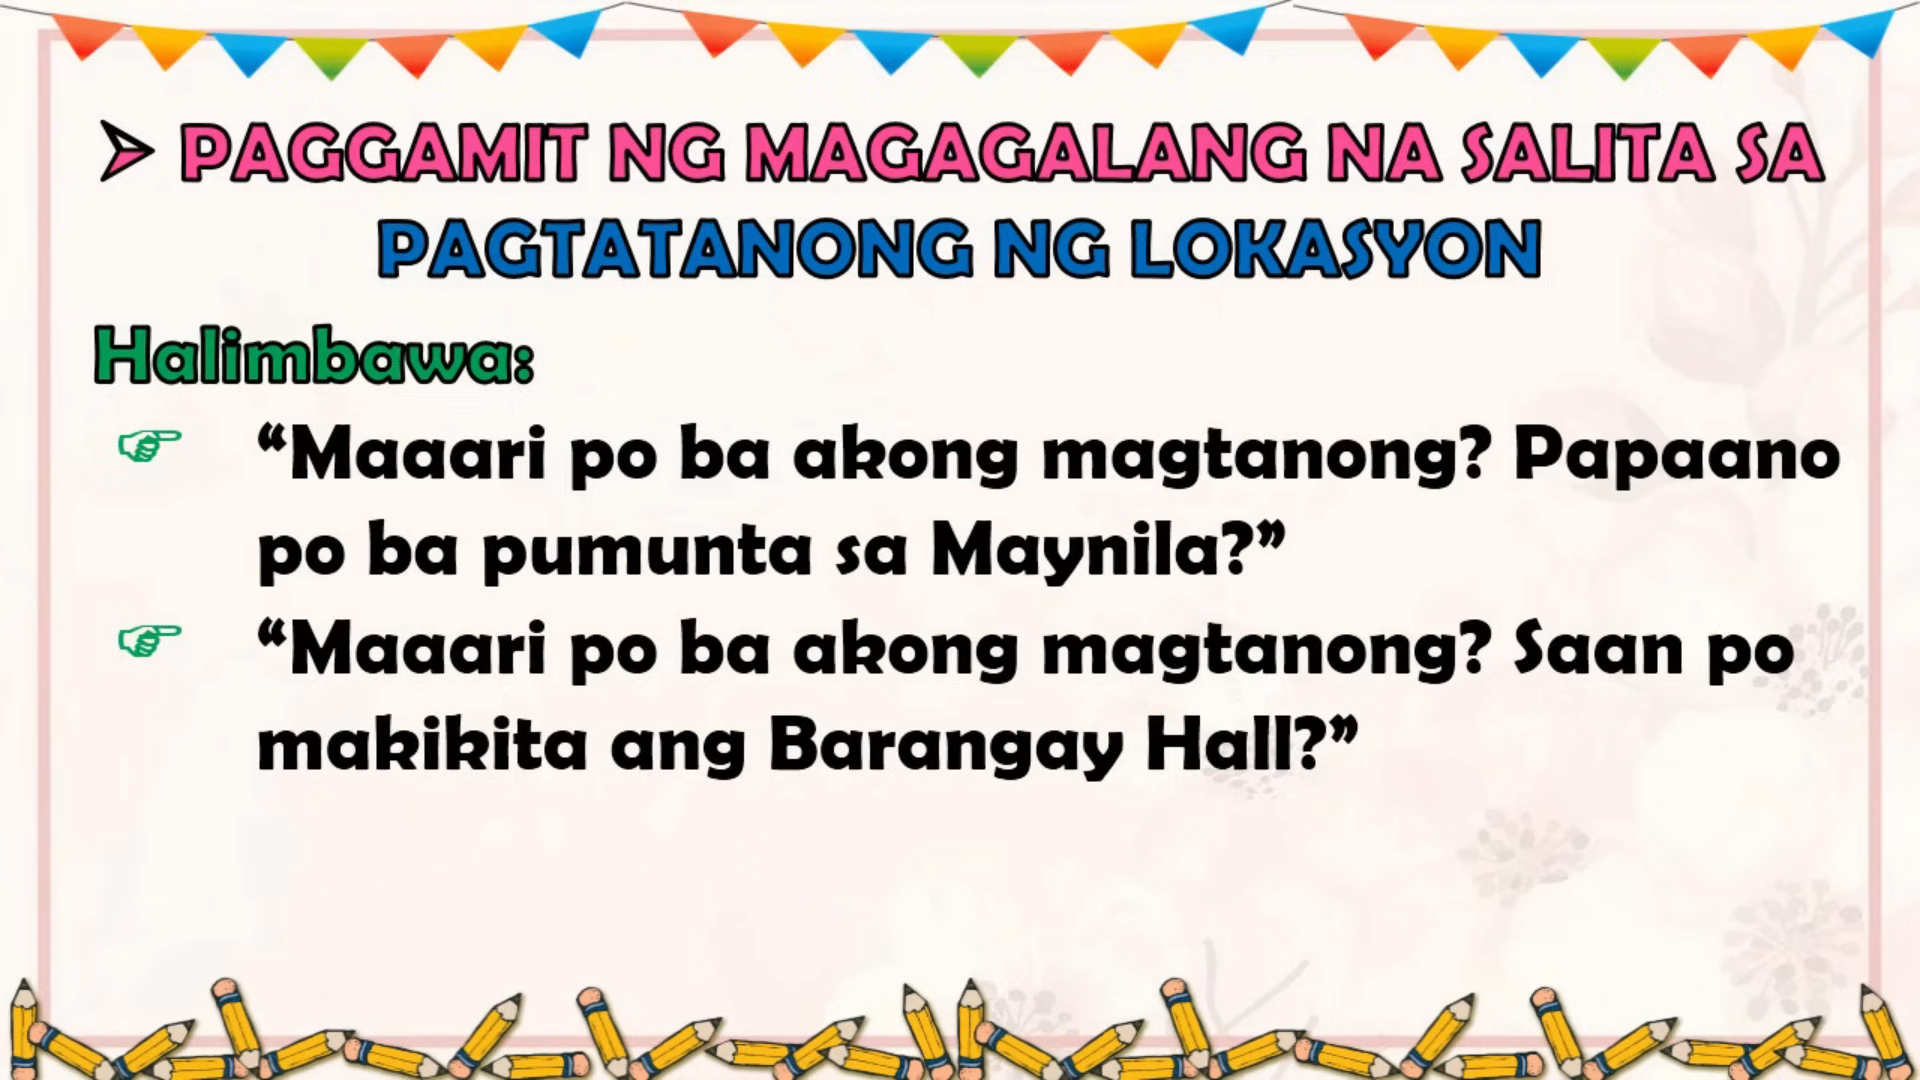 PAGGAMIT NG MAGAGALANG NA SALITA SA
PAGTATANONG NG LOKASYON
Halimbawa:
“Maaari po ba akong magtanong? Papaano
po ba pumunta sa Maynila?”
“Maaari po ba akong magtanong? Saan po
makikita ang Barangay Hall?”